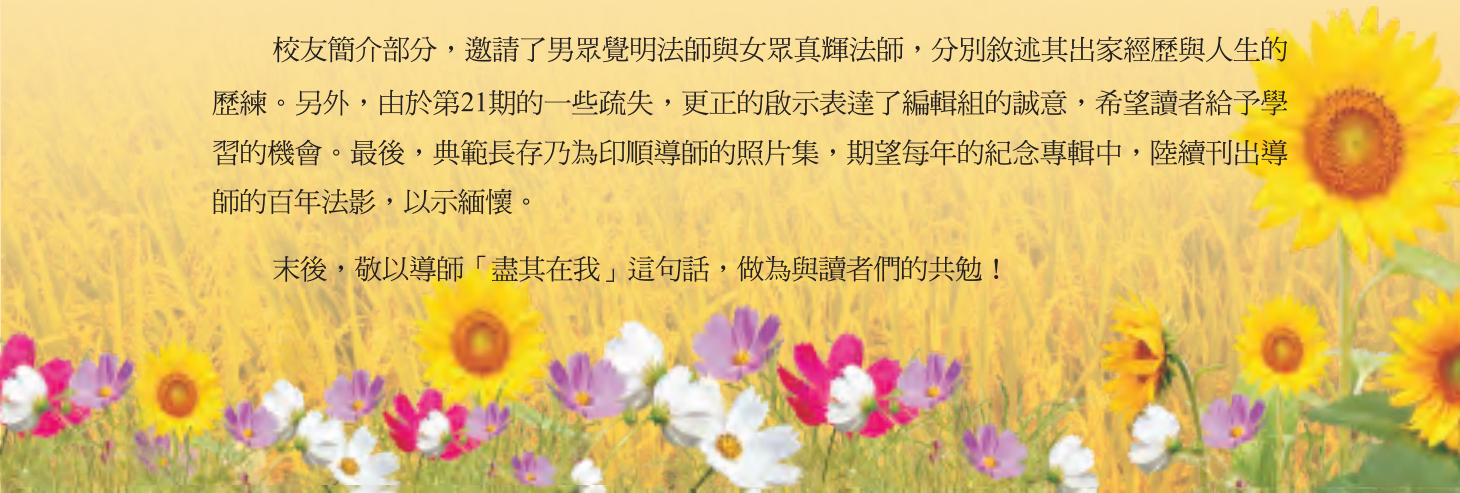 校友簡介部分，邀請了男眾覺明法師與女眾真輝法師，分別敘述其出家經歷與人生的
歷練。另外，由於第21期的一些疏失，更正的啟示表達了編輯組的誠意，希望讀者給予學
習的機會。最後，典範長存乃為印順導師的照片集，期望每年的紀念專輯中，陸續刊出導
師的百年法影，以示緬懷。
末後，敬以導師「盡其在我」這句話，做為與讀者們的共勉！